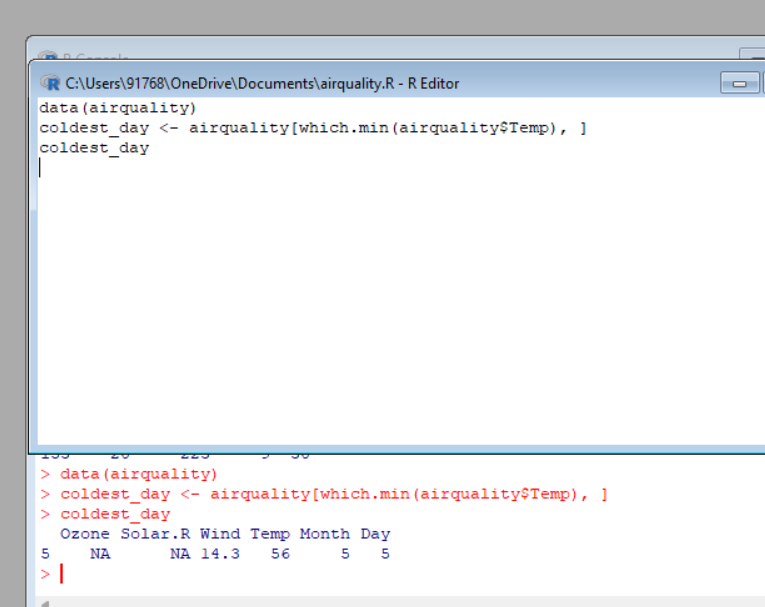 R Console
C:\Users\91768\OneDrive\Documents\airquality.R - R Editor
data(airquality)
coldest_day <- airquality[which.min(airquality$Temp), ]
coldest_day
> data(airquality)
> coldest_day <- airquality[which.min(airquality$Temp), ]
> coldest_day
Ozone Solar.R Wind Temp Month Day
5 NA NA 14.3 56 5 5
>